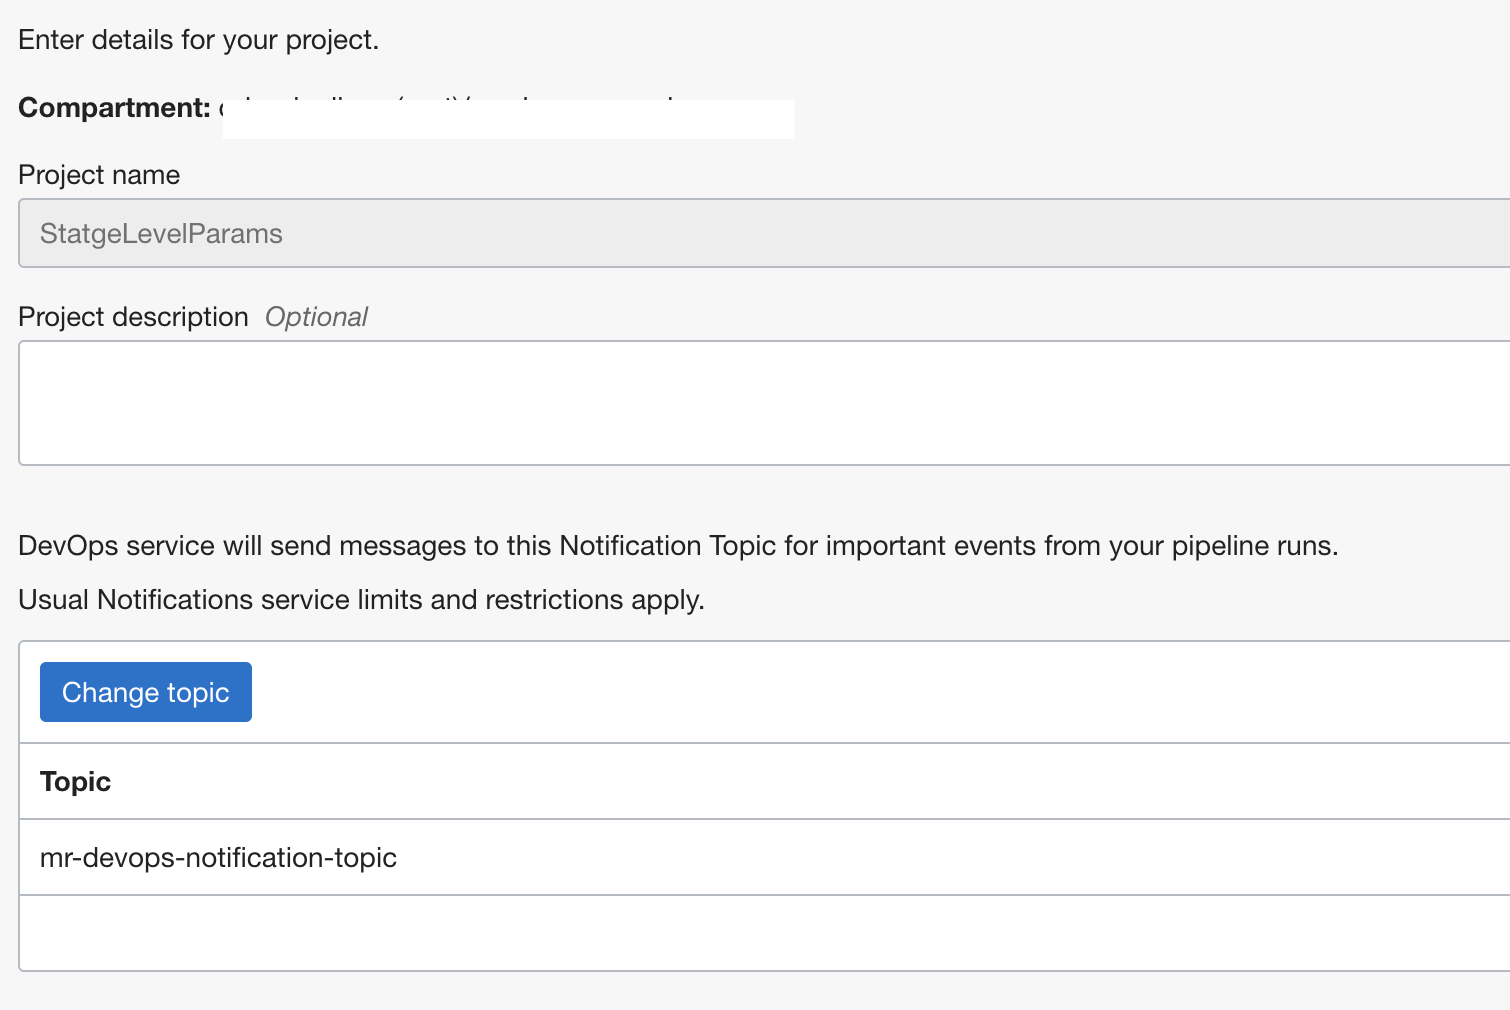 Enter details for your project.
Compartment:
Project name
StatgeLevelParams
Project description Optional
DevOps service will send messages to this Notification Topic for important events from your pipeline runs.
Usual Notifications service limits and restrictions apply.
Change topic
Topic
mr-devops-notification-topic